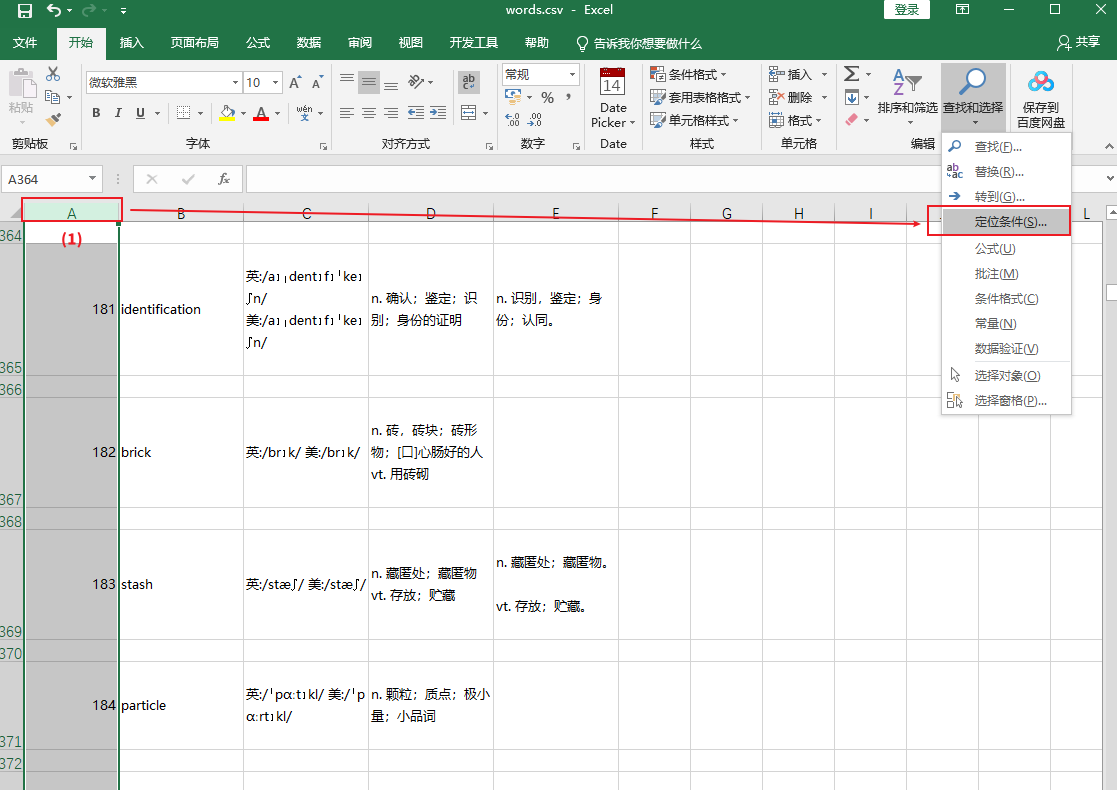 words.csv - Excel
登录
文件 开始 插入 页面布局 公式 数据 审阅 视图 开发工具 帮助 告诉我你想要做什么 共享
粘贴
剪贴板
微软雅黑 10
B I U A wén 文
字体
ab
对齐方式
常规
% ,
.00 .00
数字
14
Date
Picker
Date
条件格式
套用表格格式
单元格样式
样式
插入
删除
格式
单元格
Σ
排序和筛选 查找和选择
编辑
保存到
百度网盘
查找(F)...
替换(R)...
转到(G)...
定位条件(S)...
公式(U)
批注(M)
条件格式(C)
常量(N)
数据验证(V)
选择对象(O)
选择窗格(P)...
A364 fx
A B C D E F G H I L
364
(1)
365 181 identification
英:/aɪˌdentɪfɪˈkeɪ
ʃn/
美:/aɪˌdentɪfɪˈkeɪ
ʃn/
n. 确认；鉴定；识
别；身份的证明
n. 识别，鉴定；身
份；认同。
366
367 182 brick
英:/brɪk/ 美:/brɪk/
n. 砖，砖块；砖形
物；[口]心肠好的人
vt. 用砖砌
368
369 183 stash
英:/stæʃ/ 美:/stæʃ/
n. 藏匿处；藏匿物
vt. 存放；贮藏
n. 藏匿处；藏匿物。
vt. 存放；贮藏。
370
371 184 particle
英:/ˈpɑːtɪkl/ 美:/ˈp
ɑːrtɪkl/
n. 颗粒；质点；极小
量；小品词
372